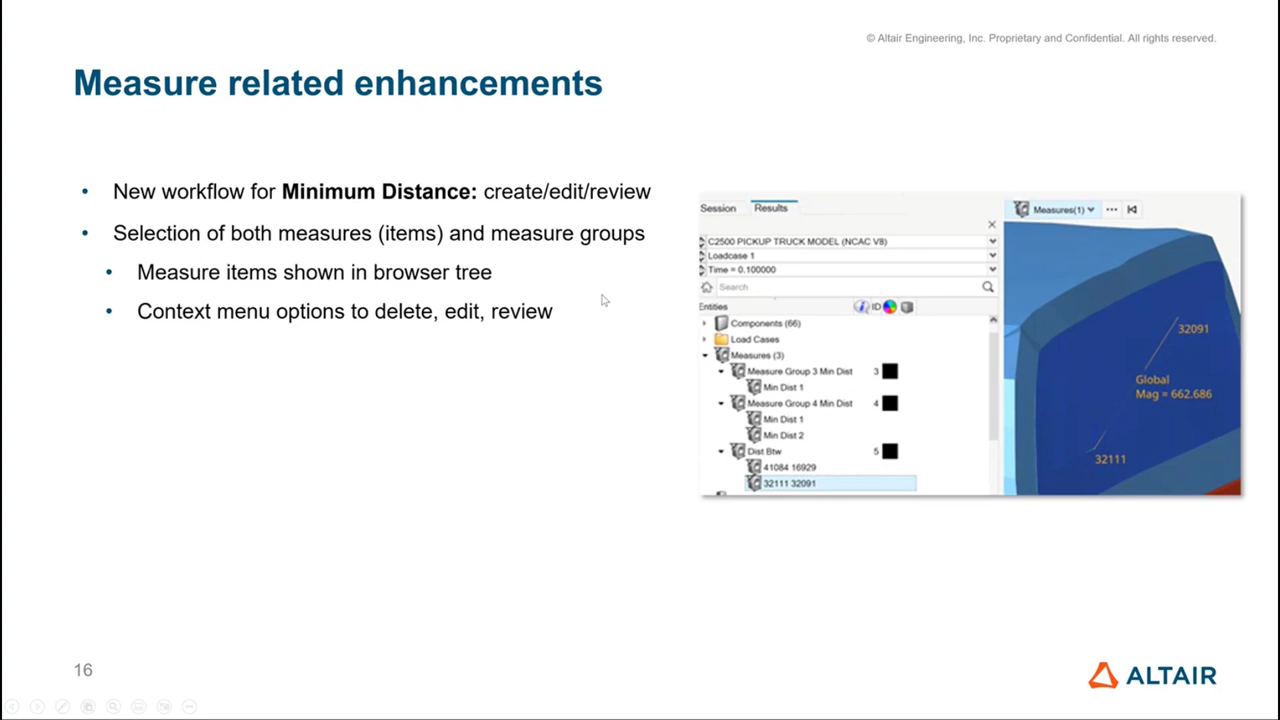 © Altair Engineering, Inc. Proprietary and Confidential. All rights reserved.
Measure related enhancements
• New workflow for Minimum Distance: create/edit/review
• Selection of both measures (items) and measure groups
• Measure items shown in browser tree
• Context menu options to delete, edit, review
Session Results
C2500 PICKUP TRUCK MODEL (NCAC V8)
Loadcase 1
Time = 0.100000
Search
Entities ID
Components (66)
Load Cases
Measures (3)
Measure Group 3 Min Dist 3
Min Dist 1
Measure Group 4 Min Dist 4
Min Dist 1
Min Dist 2
Dist Btw 5
41084 16929
32111 32091
Measures(1)
32091
Global
Mag = 662.686
32111
16
ALTAIR